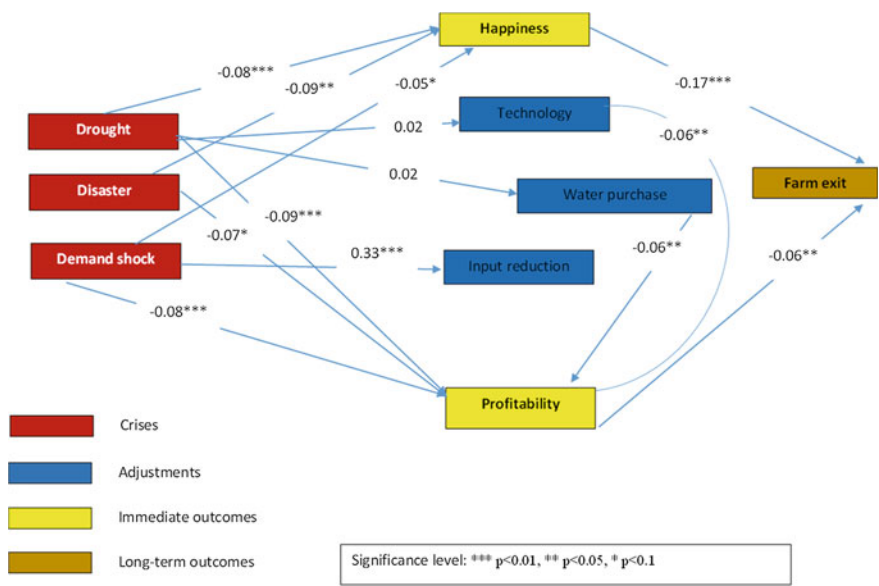 Happiness
-0.08***
-0.09**
-0.05*
-0.17***
Drought
0.02
Technology
-0.06**
Disaster
0.02
Water purchase
Farm exit
-0.09***
-0.07*
Demand shock
0.33***
Input reduction
-0.06**
-0.06**
-0.08***
Profitability
Crises
Adjustments
Immediate outcomes
Long-term outcomes
Significance level: *** p<0.01, ** p<0.05, * p<0.1